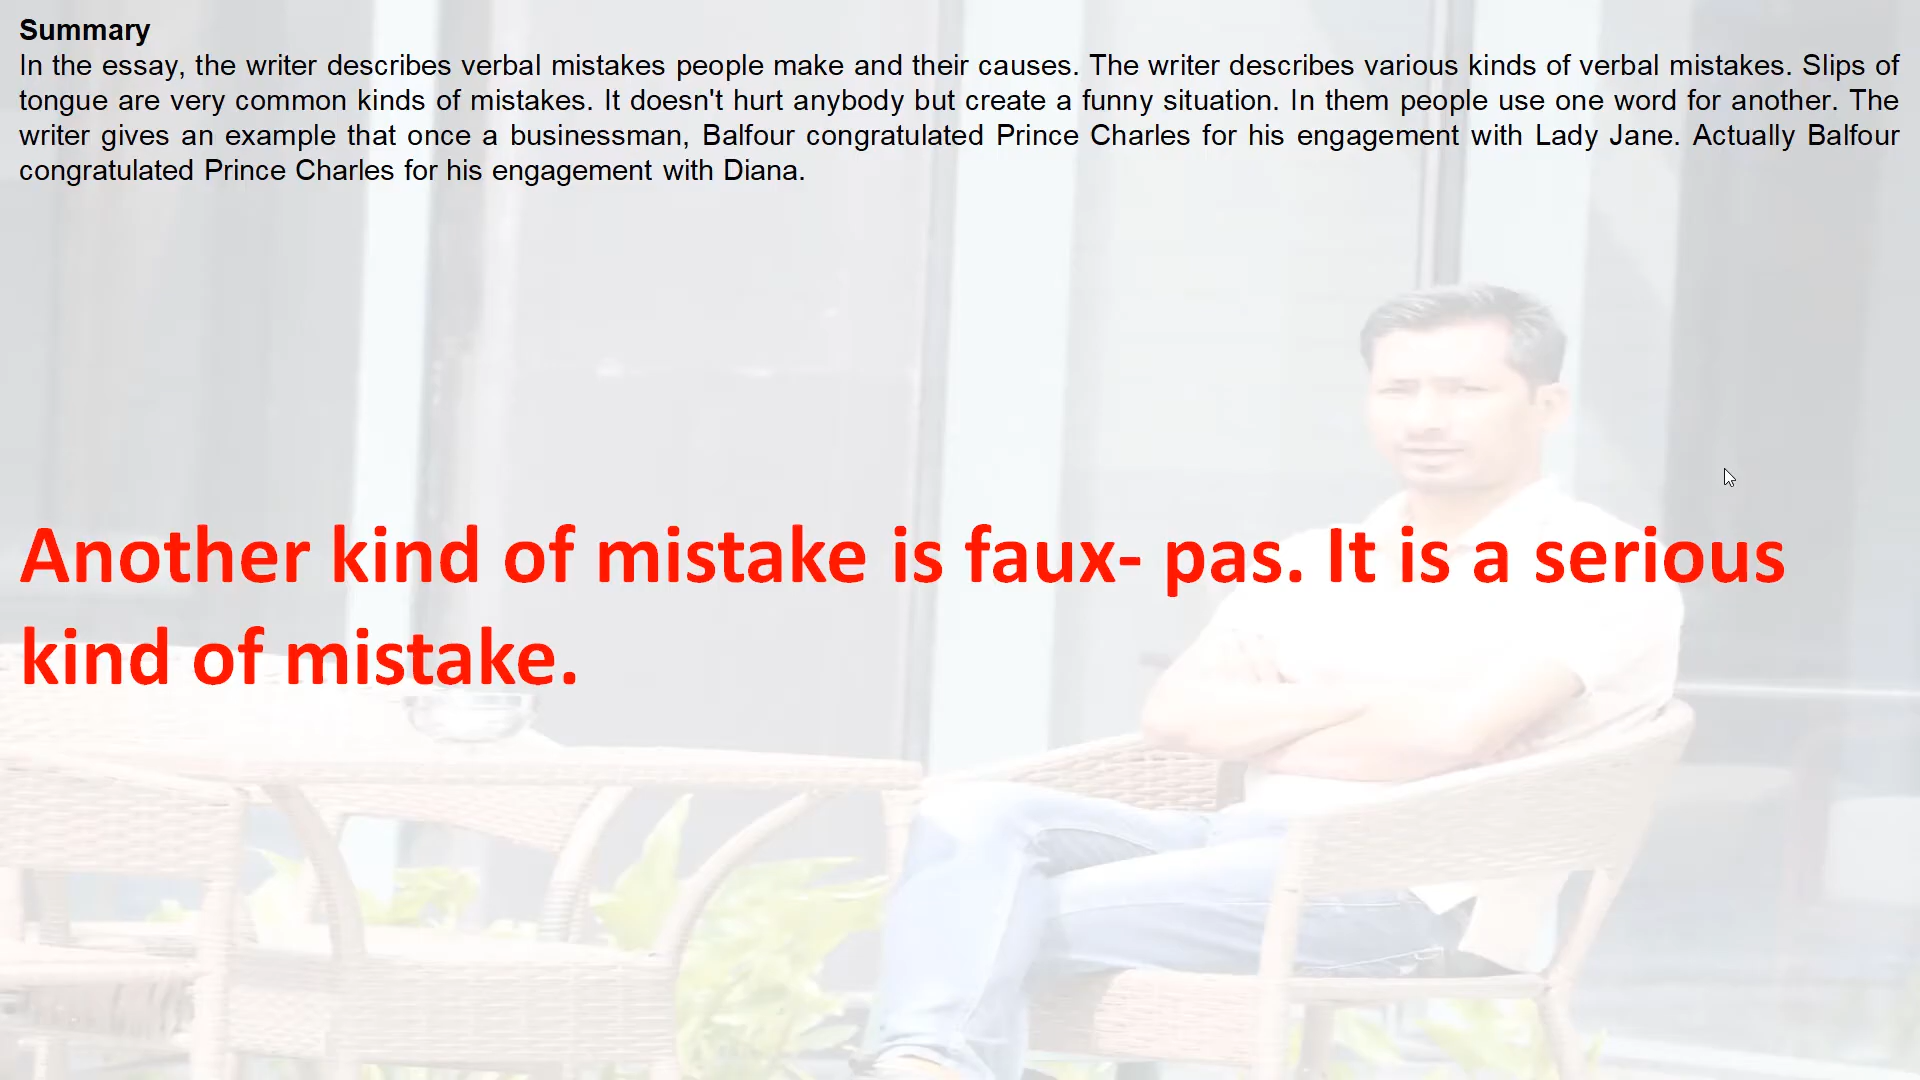 Summary
In the essay, the writer describes verbal mistakes people make and their causes. The writer describes various kinds of verbal mistakes. Slips of
tongue are very common kinds of mistakes. It doesn't hurt anybody but create a funny situation. In them people use one word for another. The
writer gives an example that once a businessman, Balfour congratulated Prince Charles for his engagement with Lady Jane. Actually Balfour
congratulated Prince Charles for his engagement with Diana.
Another kind of mistake is faux- pas. It is a serious
kind of mistake.